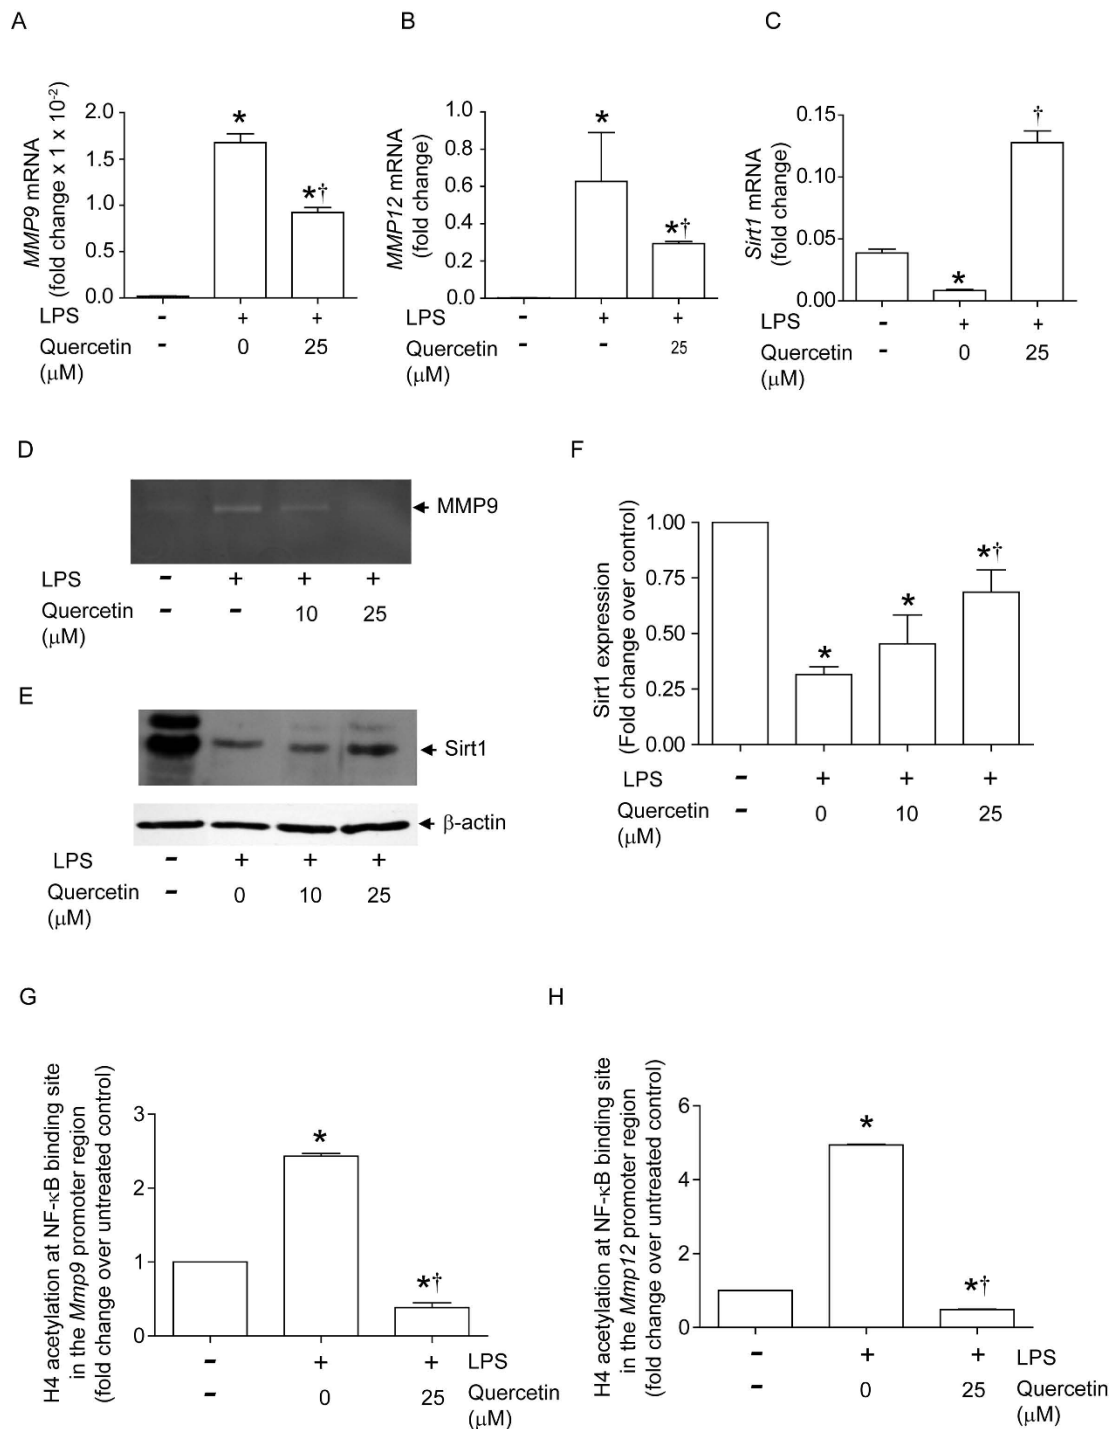 A
B
C
MMP9 mRNA
(fold change x 1 x 10-2)
2.0
1.5
1.0
0.5
0.0
*
*†
LPS - + +
Quercetin - 0 25
(μM)
MMP12 mRNA
(fold change)
1.0
0.8
0.6
0.4
0.2
0.0
*
*†
LPS - + +
Quercetin - - 25
(μM)
Sirt1 mRNA
(fold change)
0.15
0.10
0.05
0.00
*
†
LPS - + +
Quercetin - 0 25
(μM)
D
MMP9
LPS - + + +
Quercetin - - 10 25
(μM)
E
Sirt1
β-actin
LPS - + + +
Quercetin - 0 10 25
(μM)
F
Sirt1 expression
(Fold change over control)
1.00
0.75
0.50
0.25
0.00
*
*
*†
LPS - + + +
Quercetin - 0 10 25
(μM)
G
H4 acetylation at NF-κB binding site
in the Mmp9 promoter region
(fold change over untreated control)
3
2
1
0
*
*†
- + + LPS
- 0 25 Quercetin
(μM)
H
H4 acetylation at NF-κB binding site
in the Mmp12 promoter region
(fold change over untreated control)
6
4
2
0
*
*†
- + + LPS
- 0 25 Quercetin
(μM)